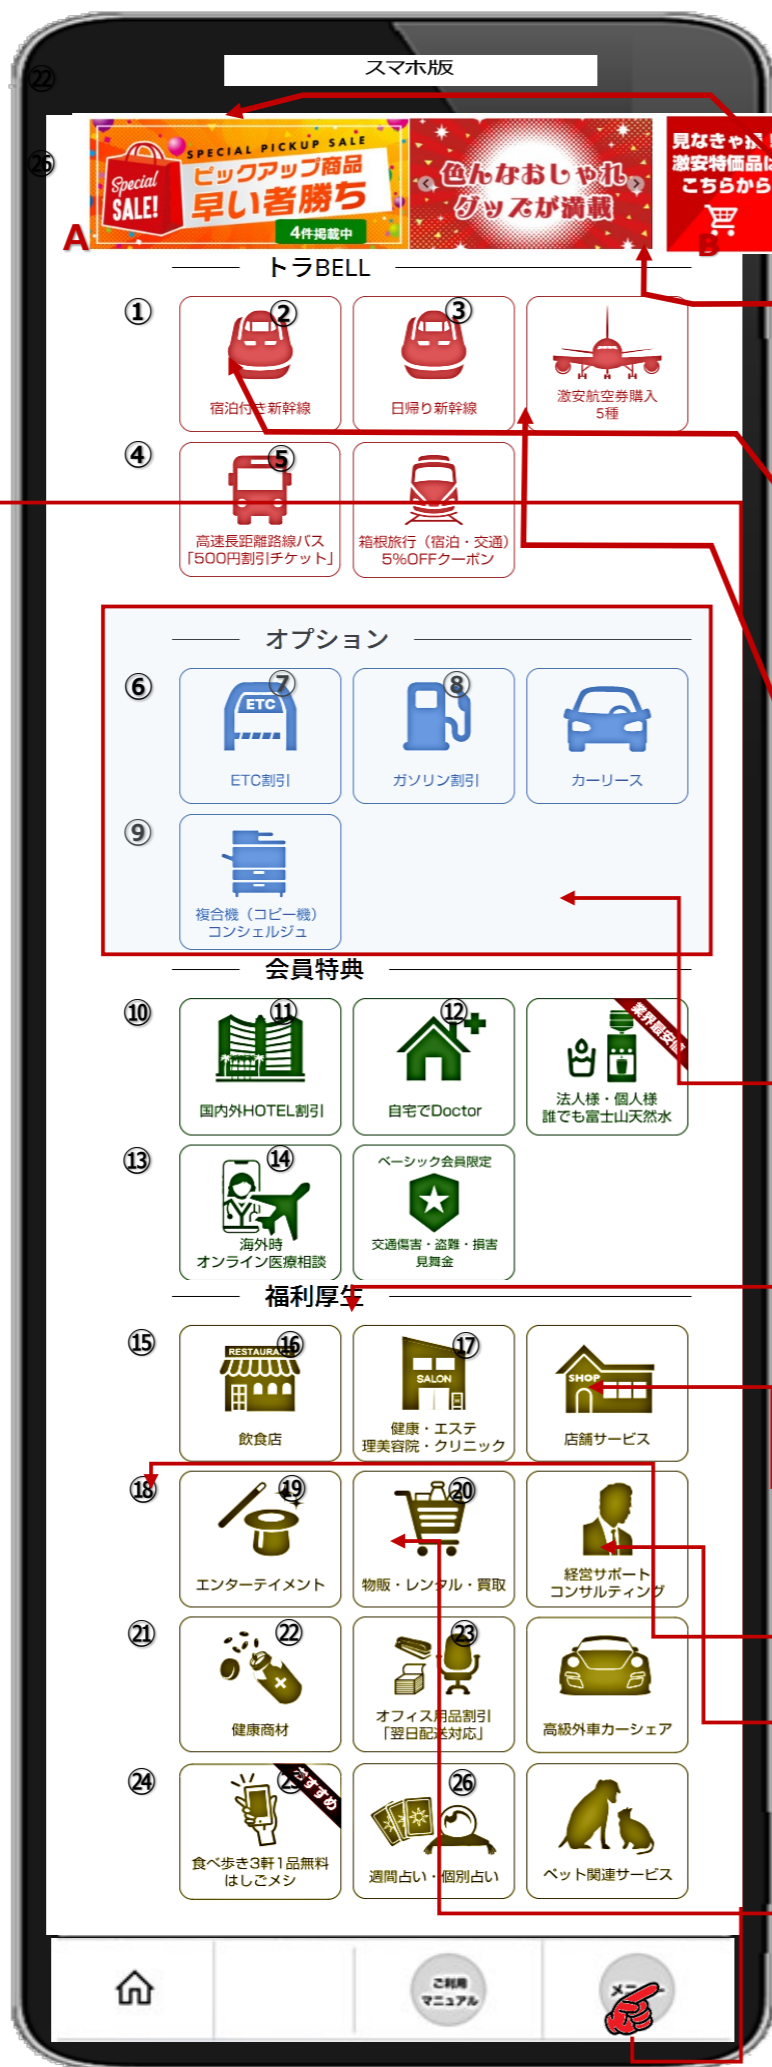 スマホ版
㉒
㉖
SPECIAL PICKUP SALE
ピックアップ商品
早い者勝ち
Special
SALE!
4件掲載中
A
色んなおしゃれ
グッズが満載
見なきゃ損!
激安特価品は
こちらから
B
トラBELL
① ② ③
宿泊付き新幹線
日帰り新幹線
激安航空券購入
5種
④ ⑤
高速長距離路線バス
「500円割引チケット」
箱根旅行（宿泊・交通）
5%OFFクーポン
オプション
⑥ ⑦ ⑧
ETC
ETC割引
ガソリン割引
カーリース
⑨
複合機（コピー機）
コンシェルジュ
会員特典
⑩ ⑪ ⑫
国内外HOTEL割引
自宅でDoctor
業界最安値
法人様・個人様
誰でも富士山天然水
⑬ ⑭
海外時
オンライン医療相談
ベーシック会員限定
交通傷害・盗難・損害
見舞金
福利厚生
⑮ ⑯ ⑰
RESTAURANT
飲食店
SALON
健康・エステ
理美容院・クリニック
SHOP
店舗サービス
⑱ ⑲ ⑳
エンターテイメント
物販・レンタル・買取
経営サポート
コンサルティング
㉑ ㉒ ㉓
健康商材
オフィス用品割引
「翌日配送対応」
高級外車カーシェア
㉔ ㉕ ㉖
おすすめ
食べ歩き3軒1品無料
はしごメシ
週間占い・個別占い
ペット関連サービス
ご利用
マニュアル
メニュー